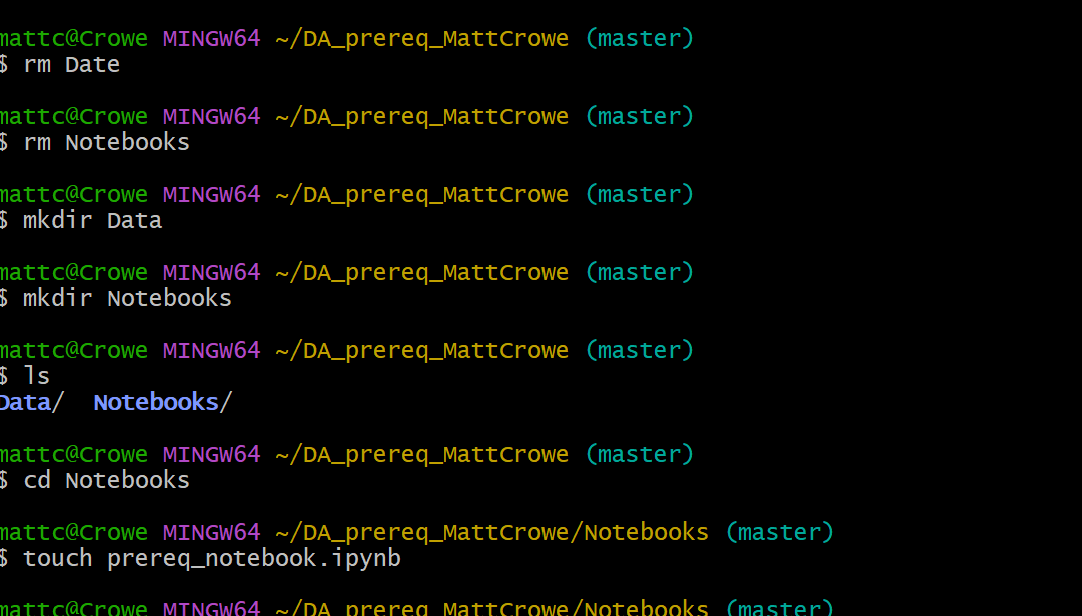 mattc@Crowe MINGW64 ~/DA_prereq_MattCrowe (master)
$ rm Date
mattc@Crowe MINGW64 ~/DA_prereq_MattCrowe (master)
$ rm Notebooks
mattc@Crowe MINGW64 ~/DA_prereq_MattCrowe (master)
$ mkdir Data
mattc@Crowe MINGW64 ~/DA_prereq_MattCrowe (master)
$ mkdir Notebooks
mattc@Crowe MINGW64 ~/DA_prereq_MattCrowe (master)
$ ls
Data/  Notebooks/
mattc@Crowe MINGW64 ~/DA_prereq_MattCrowe (master)
$ cd Notebooks
mattc@Crowe MINGW64 ~/DA_prereq_MattCrowe/Notebooks (master)
$ touch prereq_notebook.ipynb
mattc@Crowe MINGW64 ~/DA_prereq_MattCrowe/Notebooks (master)